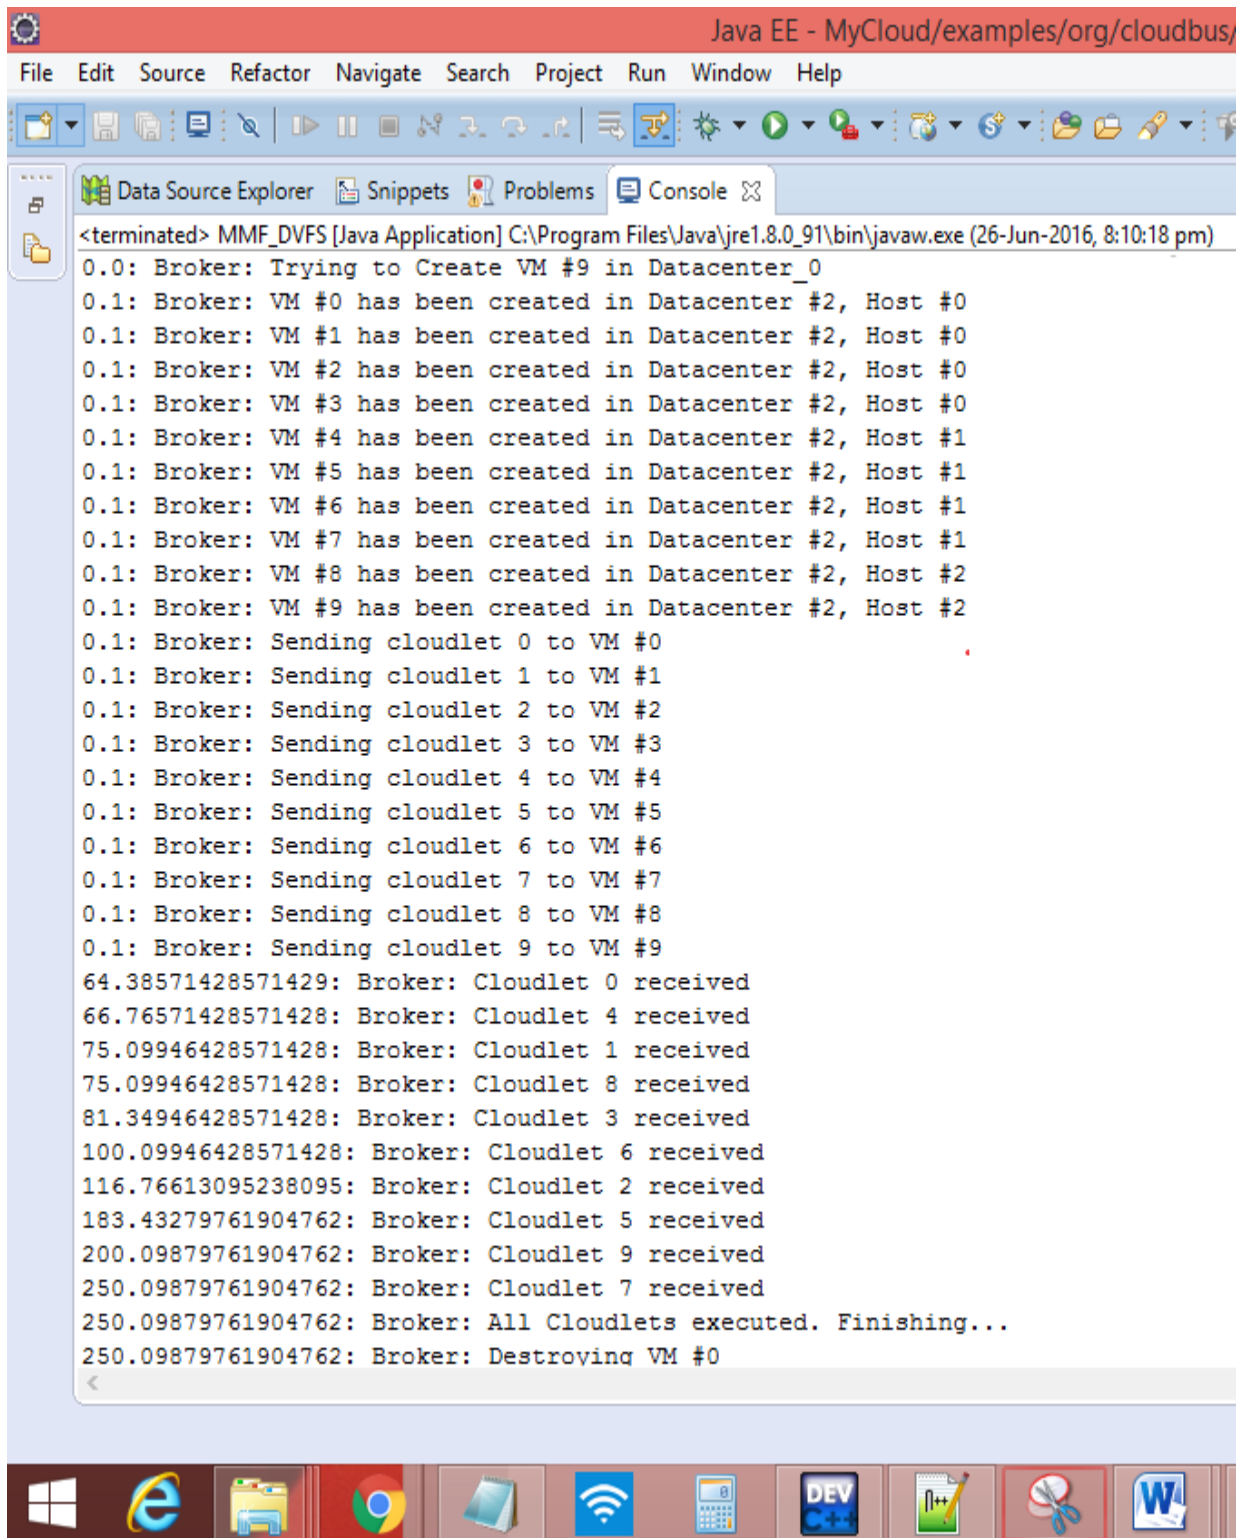 Java EE - MyCloud/examples/org/cloudbus/
File Edit Source Refactor Navigate Search Project Run Window Help
Data Source Explorer Snippets Problems Console
<terminated> MMF_DVFS [Java Application] C:\Program Files\Java\jre1.8.0_91\bin\javaw.exe (26-Jun-2016, 8:10:18 pm)
0.0: Broker: Trying to Create VM #9 in Datacenter_0
0.1: Broker: VM #0 has been created in Datacenter #2, Host #0
0.1: Broker: VM #1 has been created in Datacenter #2, Host #0
0.1: Broker: VM #2 has been created in Datacenter #2, Host #0
0.1: Broker: VM #3 has been created in Datacenter #2, Host #0
0.1: Broker: VM #4 has been created in Datacenter #2, Host #1
0.1: Broker: VM #5 has been created in Datacenter #2, Host #1
0.1: Broker: VM #6 has been created in Datacenter #2, Host #1
0.1: Broker: VM #7 has been created in Datacenter #2, Host #1
0.1: Broker: VM #8 has been created in Datacenter #2, Host #2
0.1: Broker: VM #9 has been created in Datacenter #2, Host #2
0.1: Broker: Sending cloudlet 0 to VM #0
0.1: Broker: Sending cloudlet 1 to VM #1
0.1: Broker: Sending cloudlet 2 to VM #2
0.1: Broker: Sending cloudlet 3 to VM #3
0.1: Broker: Sending cloudlet 4 to VM #4
0.1: Broker: Sending cloudlet 5 to VM #5
0.1: Broker: Sending cloudlet 6 to VM #6
0.1: Broker: Sending cloudlet 7 to VM #7
0.1: Broker: Sending cloudlet 8 to VM #8
0.1: Broker: Sending cloudlet 9 to VM #9
64.38571428571429: Broker: Cloudlet 0 received
66.76571428571428: Broker: Cloudlet 4 received
75.09946428571428: Broker: Cloudlet 1 received
75.09946428571428: Broker: Cloudlet 8 received
81.34946428571428: Broker: Cloudlet 3 received
100.09946428571428: Broker: Cloudlet 6 received
116.76613095238095: Broker: Cloudlet 2 received
183.43279761904762: Broker: Cloudlet 5 received
200.09879761904762: Broker: Cloudlet 9 received
250.09879761904762: Broker: Cloudlet 7 received
250.09879761904762: Broker: All Cloudlets executed. Finishing...
250.09879761904762: Broker: Destroying VM #0
DEV C++ n++ W